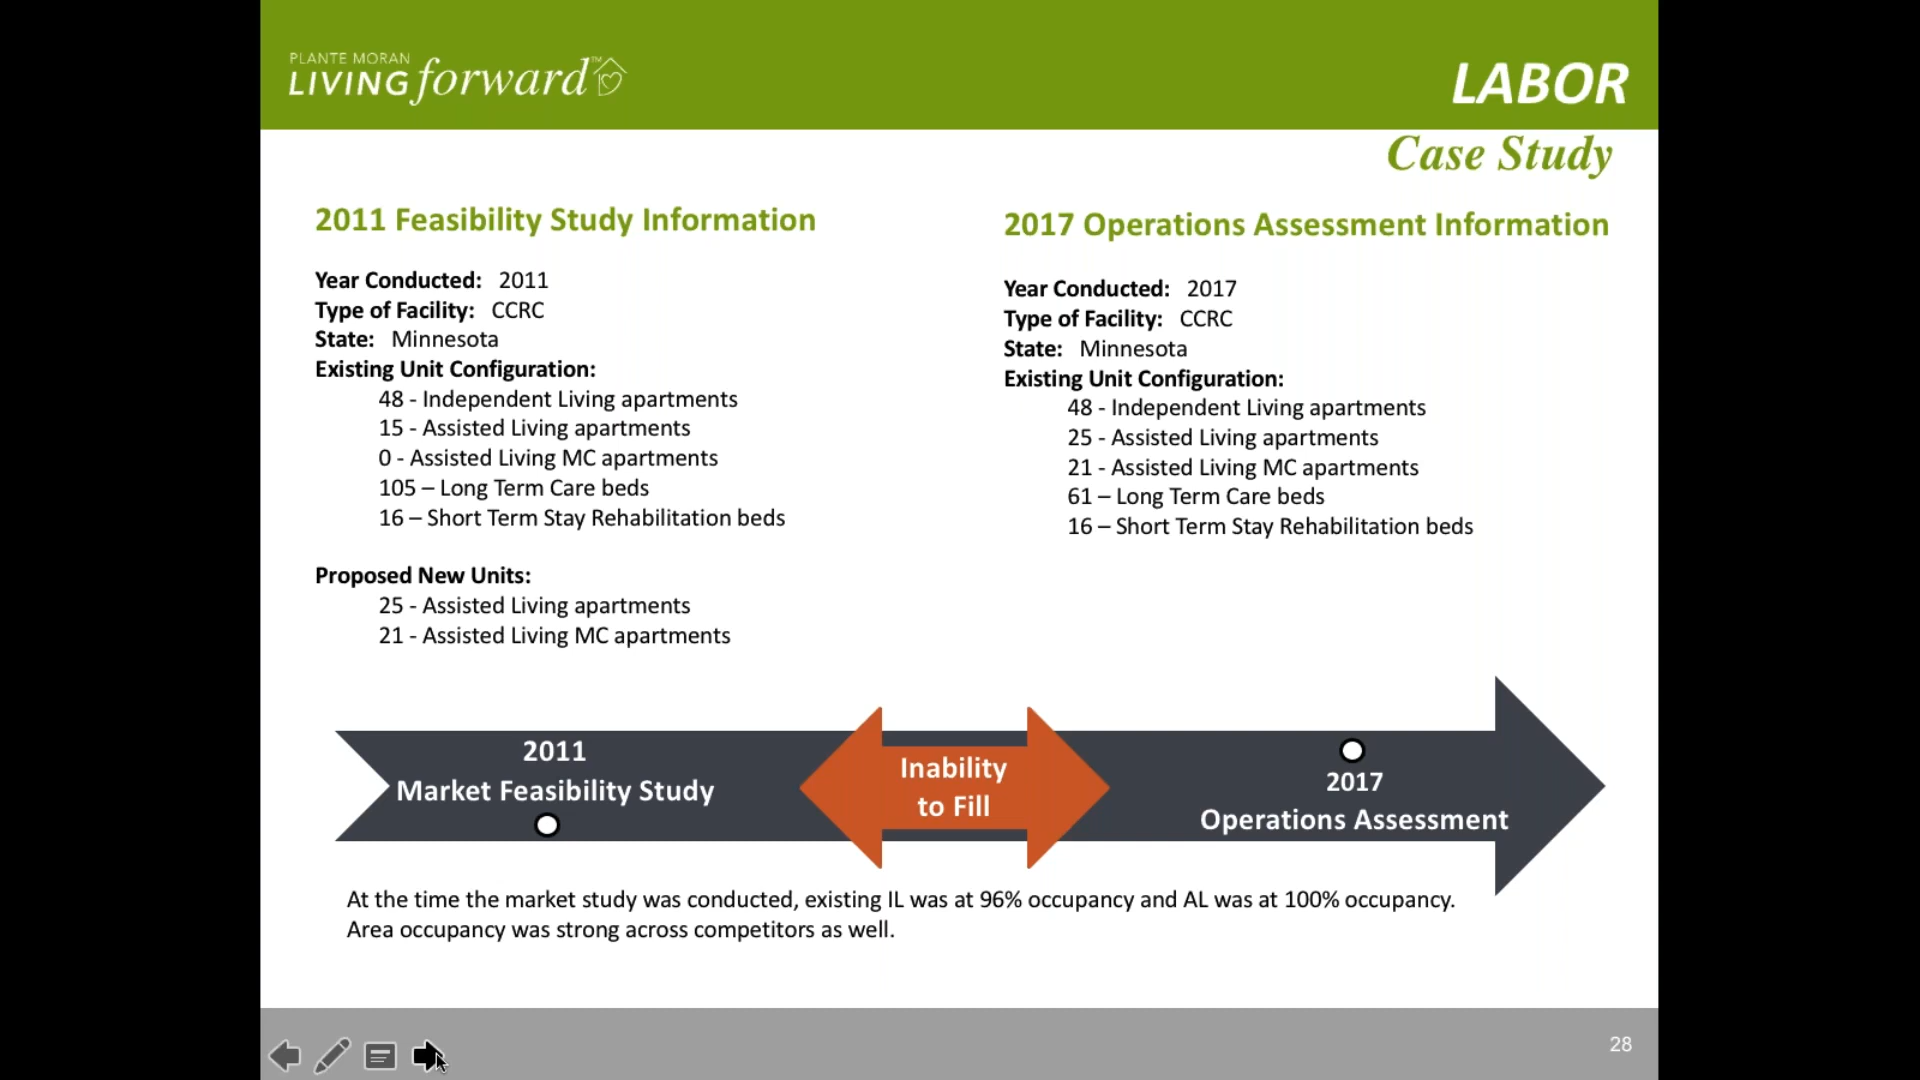 PLANTE MORAN
LIVING forward™
LABOR
Case Study
2011 Feasibility Study Information
Year Conducted: 2011
Type of Facility: CCRC
State: Minnesota
Existing Unit Configuration:
48 - Independent Living apartments
15 - Assisted Living apartments
0 - Assisted Living MC apartments
105 – Long Term Care beds
16 – Short Term Stay Rehabilitation beds
Proposed New Units:
25 - Assisted Living apartments
21 - Assisted Living MC apartments
2017 Operations Assessment Information
Year Conducted: 2017
Type of Facility: CCRC
State: Minnesota
Existing Unit Configuration:
48 - Independent Living apartments
25 - Assisted Living apartments
21 - Assisted Living MC apartments
61 – Long Term Care beds
16 – Short Term Stay Rehabilitation beds
2011
Market Feasibility Study
Inability
to Fill
2017
Operations Assessment
At the time the market study was conducted, existing IL was at 96% occupancy and AL was at 100% occupancy.
Area occupancy was strong across competitors as well.
28